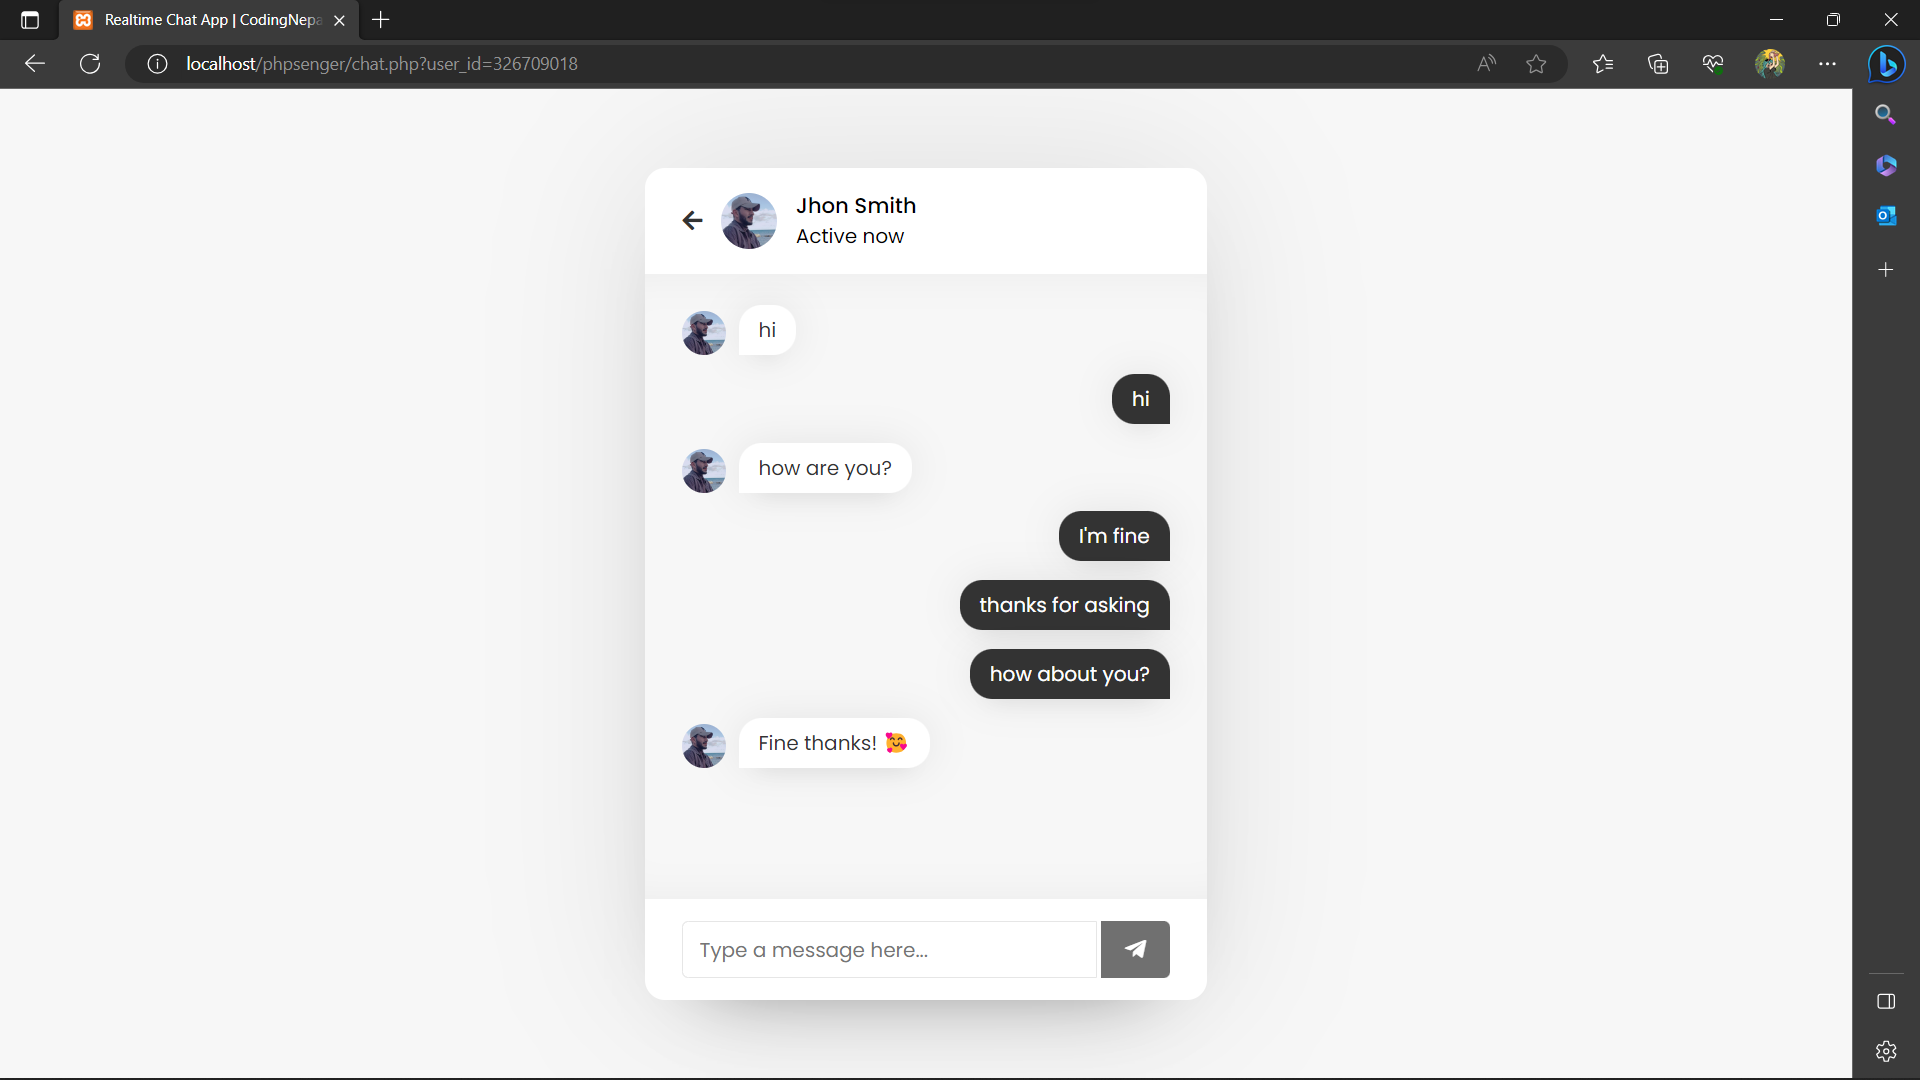 Realtime Chat App | CodingNepa
localhost/phpsenger/chat.php?user_id=326709018
Jhon Smith
Active now
hi
hi
how are you?
I'm fine
thanks for asking
how about you?
Fine thanks! 🥰
Type a message here...